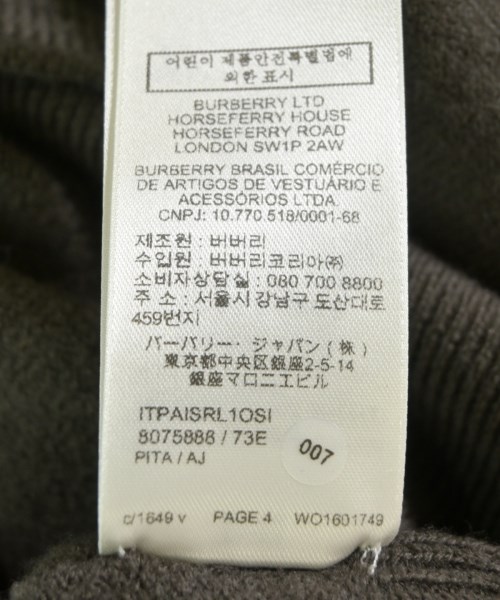 어린이 제품안전특별법에
의한 표시
BURBERRY LTD
HORSEFERRY HOUSE
HORSEFERRY ROAD
LONDON SW1P 2AW
BURBERRY BRASIL COMÉRCIO
DE ARTIGOS DE VESTUÁRIO E
ACESSÓRIOS LTDA.
CNPJ: 10.770.518/0001-68
제조원 : 버버리
수입원 : 버버리코리아㈜
소비자상담실 : 080 700 8800
주 소 : 서울시 강남구 도산대로
459번지
バーバリー・ジャパン ( 株 )
東京都中央区銀座2-5-14
銀座マロニエビル
ITPAISRL1OSI
8075888 / 73E
007
PITA / AJ
c/1649 v PAGE 4 WO1601749